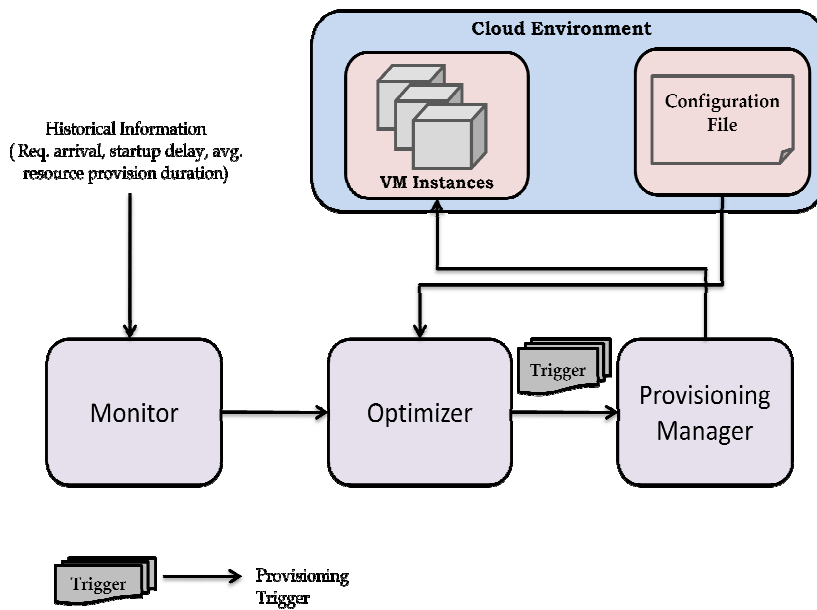 Cloud Environment
Historical Information
( Req. arrival, startup delay, avg.
resource provision duration)
VM Instances
Configuration
File
Monitor
Optimizer
Trigger
Provisioning
Manager
Trigger
Provisioning
Trigger